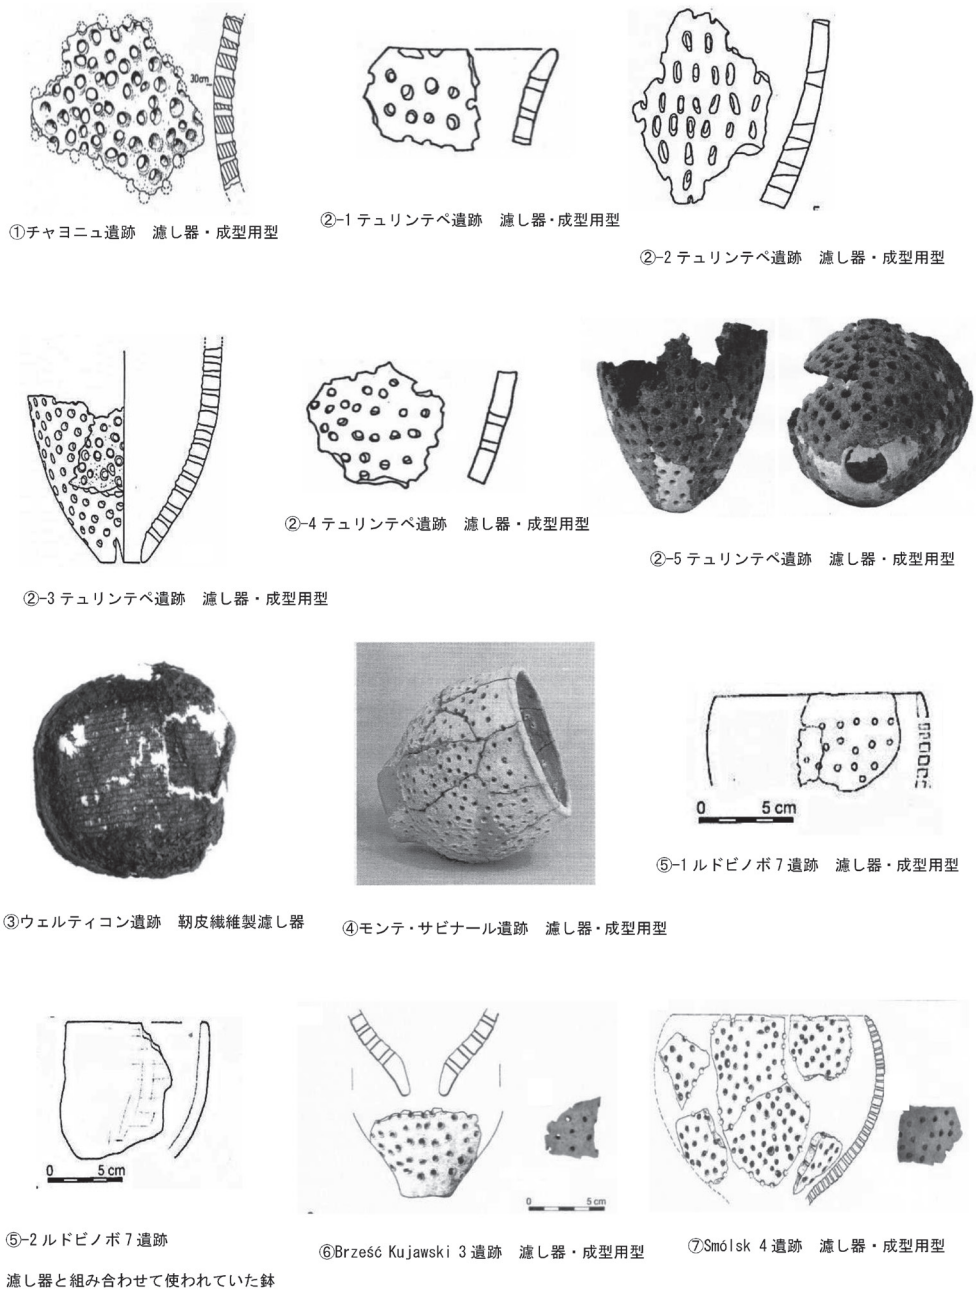 30cm
①チャヨニュ遺跡　濾し器・成型用型
②-1 テュリンテペ遺跡　濾し器・成型用型
②-2 テュリンテペ遺跡　濾し器・成型用型
②-3 テュリンテペ遺跡　濾し器・成型用型
②-4 テュリンテペ遺跡　濾し器・成型用型
②-5 テュリンテペ遺跡　濾し器・成型用型
③ウェルティコン遺跡　靭皮繊維製濾し器
④モンテ・サビナール遺跡　濾し器・成型用型
0 5 cm
⑤-1 ルドビノボ 7 遺跡　濾し器・成型用型
0 5 cm
⑤-2 ルドビノボ 7 遺跡
濾し器と組み合わせて使われていた鉢
0 5 cm
⑥Brześć Kujawski 3 遺跡　濾し器・成型用型
⑦Smólsk 4 遺跡　濾し器・成型用型